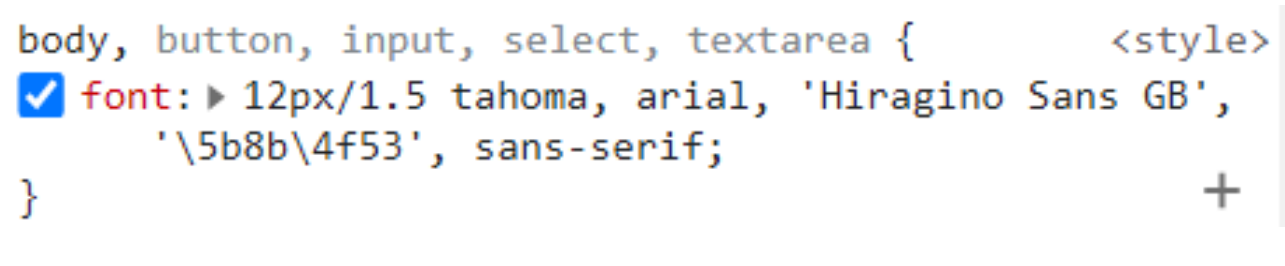 body, button, input, select, textarea { <style>
font: ▶ 12px/1.5 tahoma, arial, 'Hiragino Sans GB',
'\5b8b\4f53', sans-serif;
} +